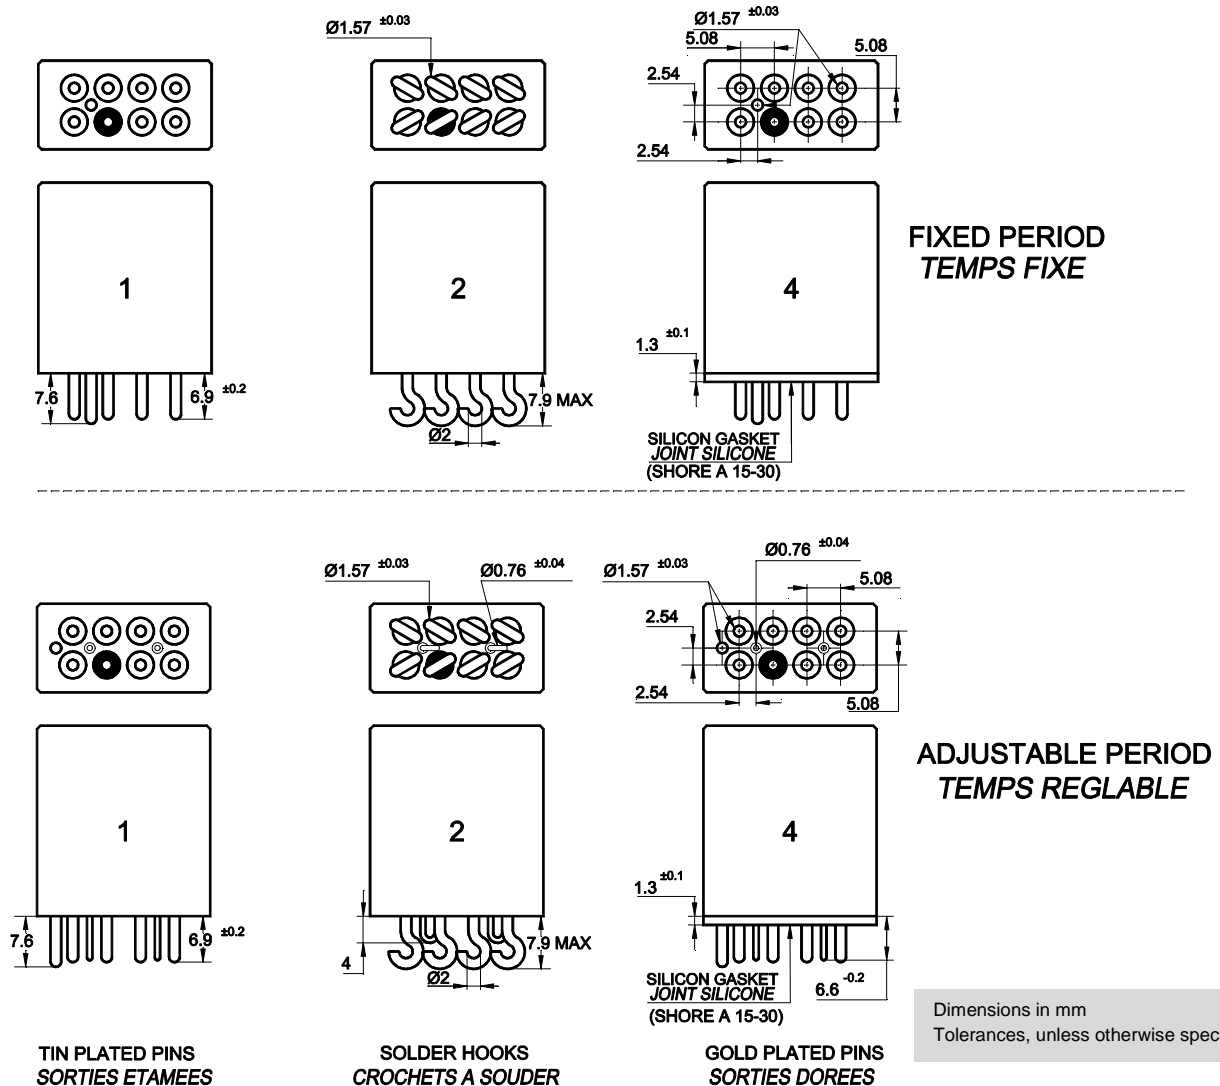 Ø1.57 ±0.03
Ø1.57 ±0.03
5.08
5.08
2.54
2.54
FIXED PERIOD
TEMPS FIXE
1
2
4
1.3 ±0.1
7.6
6.9 ±0.2
7.9 MAX
Ø2
SILICON GASKET
JOINT SILICONE
(SHORE A 15-30)
Ø0.76 ±0.04
Ø1.57 ±0.03
Ø0.76 ±0.04
Ø1.57 ±0.03
5.08
2.54
2.54
5.08
ADJUSTABLE PERIOD
TEMPS REGLABLE
1
2
4
1.3 ±0.1
7.6
6.9 ±0.2
7.9 MAX
4
Ø2
SILICON GASKET
JOINT SILICONE
(SHORE A 15-30)
6.6 -0.2
Dimensions in mm
Tolerances, unless otherwise spec
TIN PLATED PINS
SORTIES ETAMEES
SOLDER HOOKS
CROCHETS A SOUDER
GOLD PLATED PINS
SORTIES DOREES